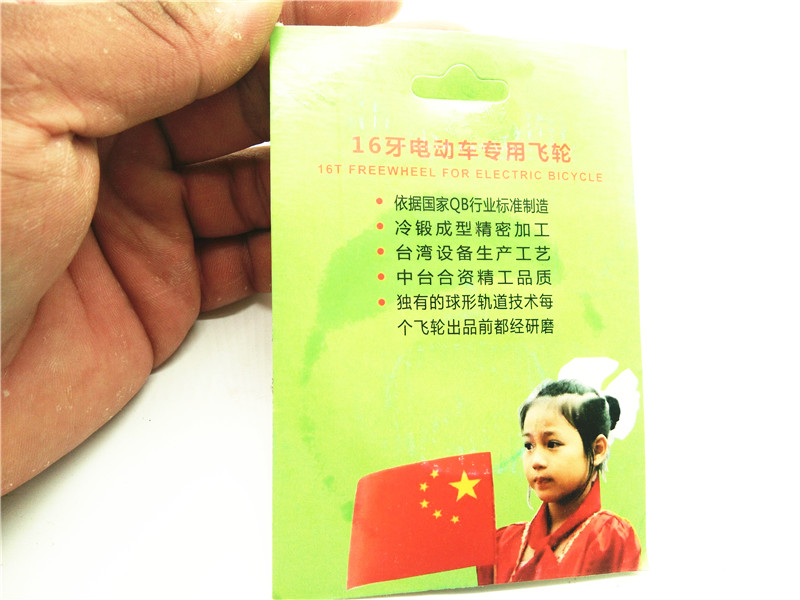 16牙电动车专用飞轮
16T FREEWHEEL FOR ELECTRIC BICYCLE
• 依据国家QB行业标准制造
• 冷锻成型精密加工
• 台湾设备生产工艺
• 中台合资精工品质
• 独有的球形轨道技术每
个飞轮出品前都经研磨